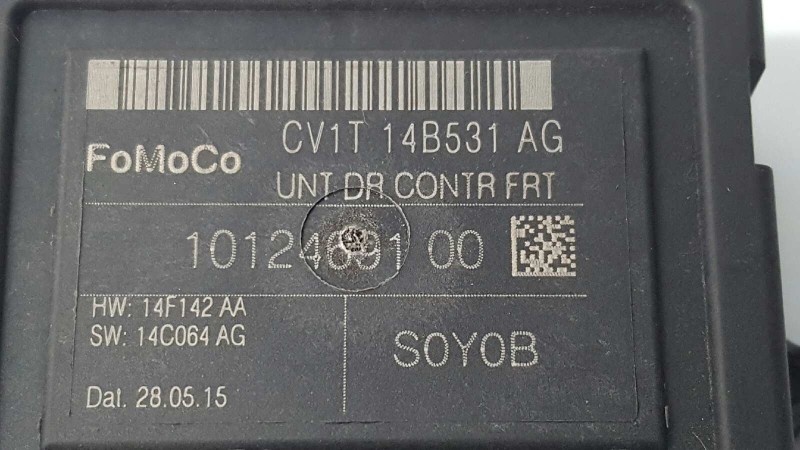 CV1T 14B531 AG
FoMoCo
UNT DR CONTR FRT
10124691 00
HW: 14F142 AA
SW: 14C064 AG
S0Y0B
Dat. 28.05.15